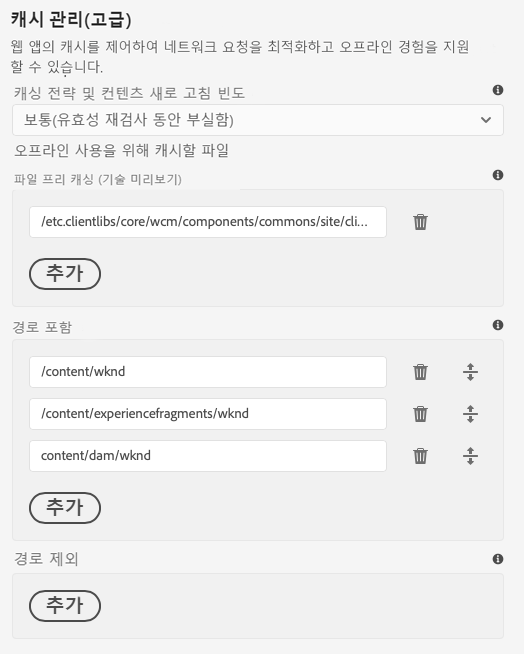 캐시 관리(고급)
웹 앱의 캐시를 제어하여 네트워크 요청을 최적화하고 오프라인 경험을 지원
할 수 있습니다.
캐싱 전략 및 컨텐츠 새로 고침 빈도
보통(유효성 재검사 동안 부실함)
오프라인 사용을 위해 캐시할 파일
파일 프리 캐싱 (기술 미리보기)
/etc.clientlibs/core/wcm/components/commons/site/cli...
추가
경로 포함
/content/wknd
/content/experiencefragments/wknd
content/dam/wknd
추가
경로 제외
추가